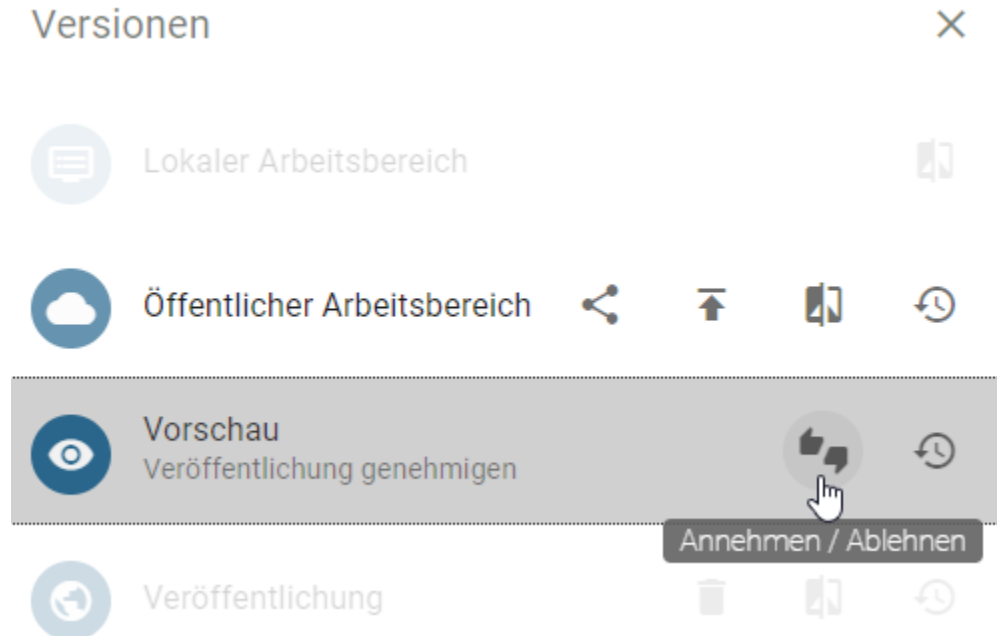 Versionen
Lokaler Arbeitsbereich
Öffentlicher Arbeitsbereich
Vorschau
Veröffentlichung genehmigen
Annehmen / Ablehnen
Veröffentlichung